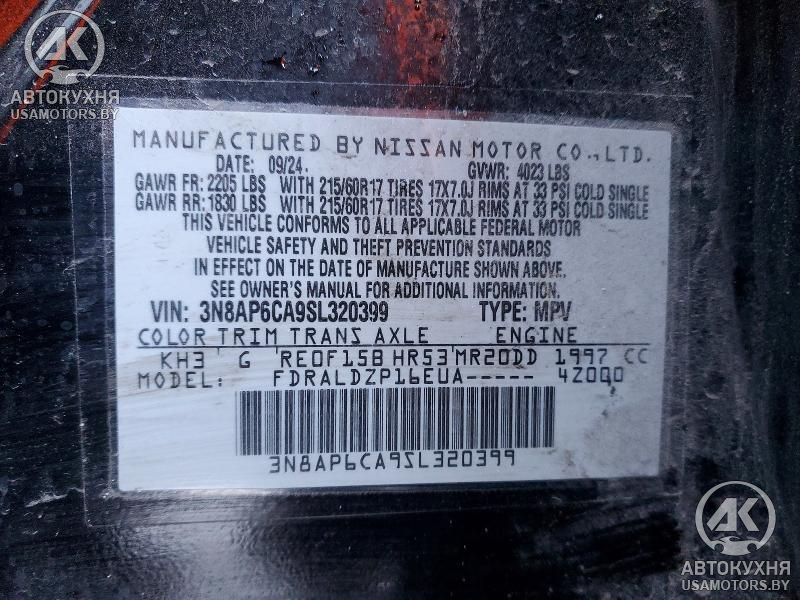 AK
АВТОКУХНЯ
USAMOTORS.BY
MANUFACTURED BY NISSAN MOTOR CO., LTD.
DATE: 09/24. GVWR: 4023 LBS
GAWR FR: 2205 LBS WITH 215/60R17 TIRES 17X7.0J RIMS AT 33 PSI COLD SINGLE
GAWR RR: 1830 LBS WITH 215/60R17 TIRES 17X7.0J RIMS AT 33 PSI COLD SINGLE
THIS VEHICLE CONFORMS TO ALL APPLICABLE FEDERAL MOTOR
VEHICLE SAFETY AND THEFT PREVENTION STANDARDS
IN EFFECT ON THE DATE OF MANUFACTURE SHOWN ABOVE.
SEE OWNER'S MANUAL FOR ADDITIONAL INFORMATION.
VIN: 3N8AP6CA9SL320399 TYPE: MPV
COLOR TRIM TRANS AXLE ENGINE
KH3 G RE0F15B HR53 MR20DD 1997 CC
MODEL: FDRALDZP16EUA----- 4Z0Q0
3N8AP6CA9SL320399
AK
АВТОКУХНЯ
USAMOTORS.BY